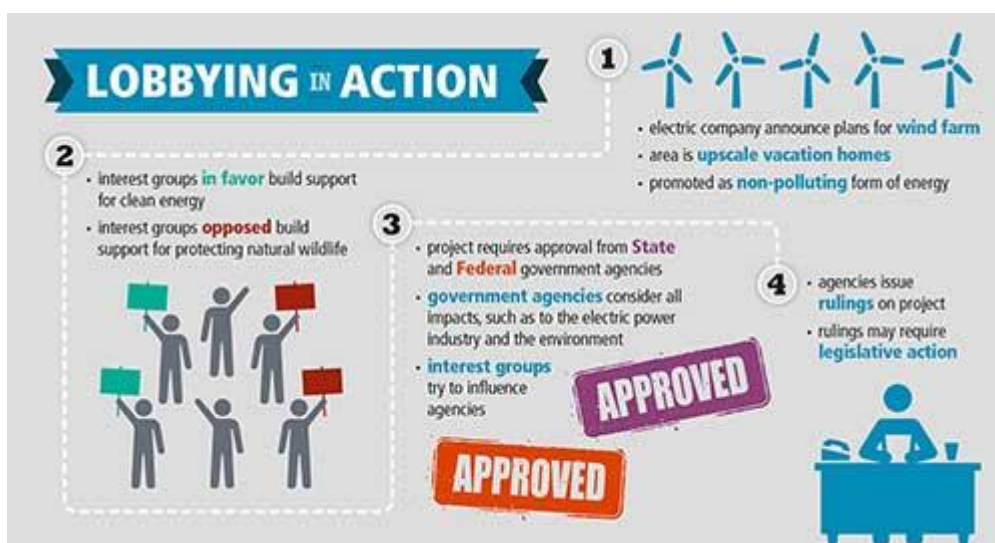 LOBBYING IN ACTION
1
• electric company announce plans for wind farm
• area is upscale vacation homes
• promoted as non-polluting form of energy
2
• interest groups in favor build support
for clean energy
• interest groups opposed build
support for protecting natural wildlife
3
• project requires approval from State
and Federal government agencies
• government agencies consider all
impacts, such as to the electric power
industry and the environment
• interest groups
try to influence
agencies
APPROVED
APPROVED
4
• agencies issue
rulings on project
• rulings may require
legislative action